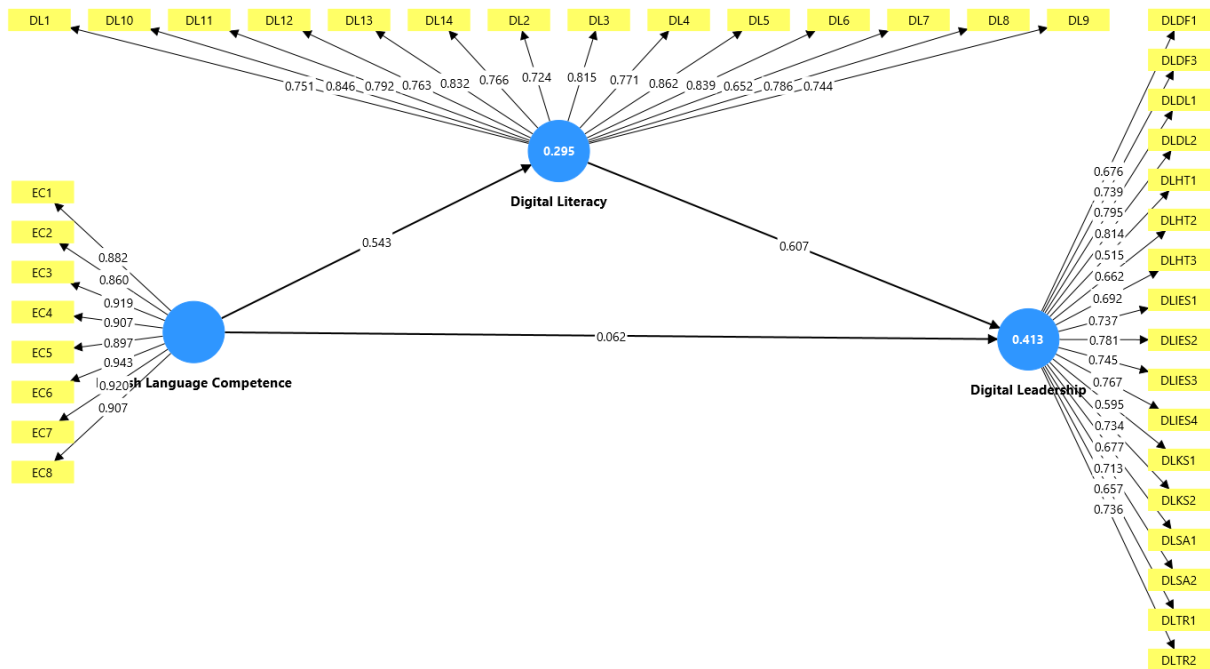 DL1 DL10 DL11 DL12 DL13 DL14 DL2 DL3 DL4 DL5 DL6 DL7 DL8 DL9
0.751 0.846 0.792 0.763 0.832 0.766 0.724 0.815 0.771 0.862 0.839 0.652 0.786 0.744
0.295
Digital Literacy
EC1
EC2
EC3
EC4
EC5
EC6
EC7
EC8
0.882
0.860
0.919
0.907
0.897
0.943
0.920
0.907
sh Language Competence
0.543
0.607
0.062
0.413
Digital Leadership
0.676
0.739
0.795
0.814
0.515
0.662
0.692
0.737
0.781
0.745
0.767
0.595
0.734
0.677
0.713
0.657
0.736
DLDF1
DLDF3
DLDL1
DLDL2
DLHT1
DLHT2
DLHT3
DLIES1
DLIES2
DLIES3
DLIES4
DLKS1
DLKS2
DLSA1
DLSA2
DLTR1
DLTR2